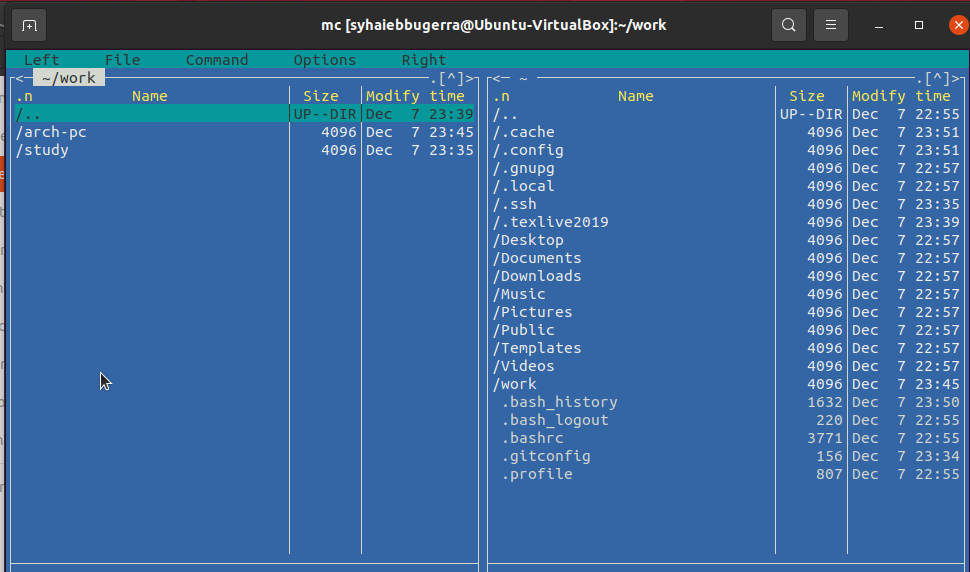 mc [syhaiebbugerra@Ubuntu-VirtualBox]:~/work
Left File Command Options Right
<─ ~/work .[^]>
.n Name Size Modify time
/.. UP--DIR Dec 7 23:39
/arch-pc 4096 Dec 7 23:45
/study 4096 Dec 7 23:35
<─ ~ .[^]>
.n Name Size Modify time
/.. UP--DIR Dec 7 22:55
/.cache 4096 Dec 7 23:51
/.config 4096 Dec 7 23:51
/.gnupg 4096 Dec 7 22:57
/.local 4096 Dec 7 22:57
/.ssh 4096 Dec 7 23:35
/.texlive2019 4096 Dec 7 23:39
/Desktop 4096 Dec 7 22:57
/Documents 4096 Dec 7 22:57
/Downloads 4096 Dec 7 22:57
/Music 4096 Dec 7 22:57
/Pictures 4096 Dec 7 22:57
/Public 4096 Dec 7 22:57
/Templates 4096 Dec 7 22:57
/Videos 4096 Dec 7 22:57
/work 4096 Dec 7 23:45
.bash_history 1632 Dec 7 23:50
.bash_logout 220 Dec 7 22:55
.bashrc 3771 Dec 7 22:55
.gitconfig 156 Dec 7 23:34
.profile 807 Dec 7 22:55